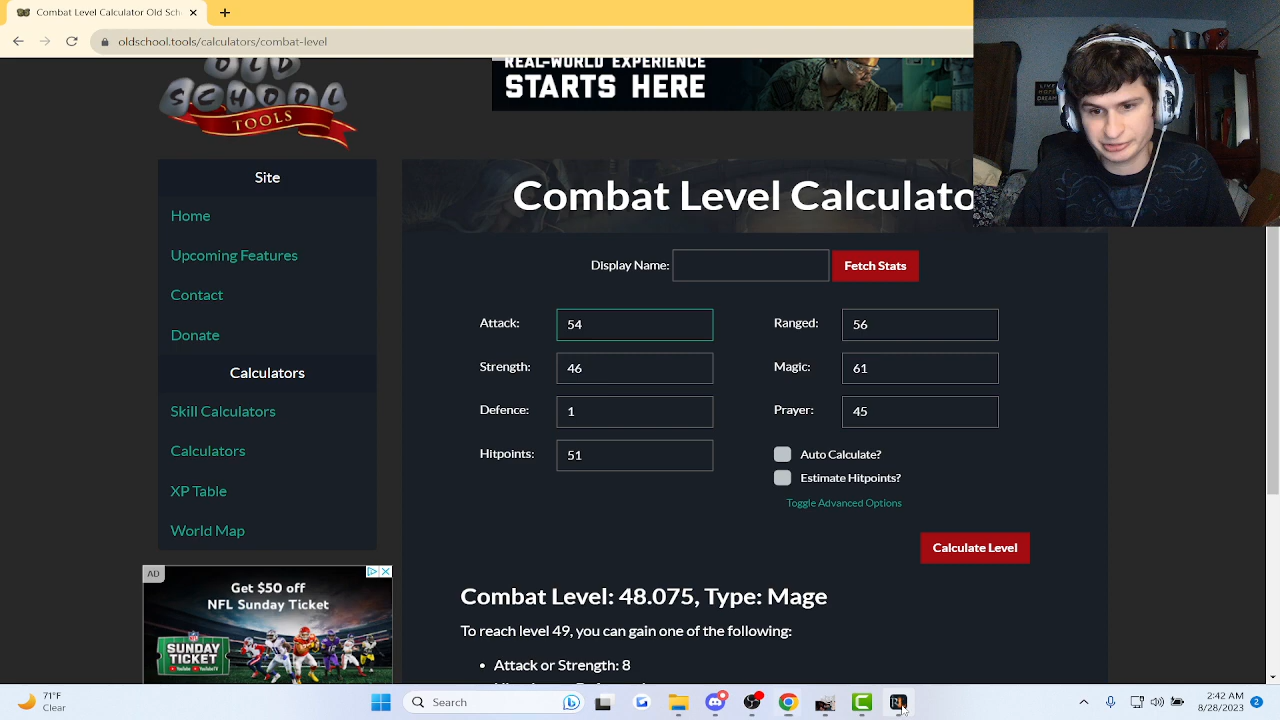 Combat Level Calculator Old Sch
oldschool.tools/calculators/combat-level
OLD
SCHOOL
TOOLS
REAL-WORLD EXPERIENCE
STARTS HERE
LIVE
DREAM
Site
Home
Upcoming Features
Contact
Donate
Calculators
Skill Calculators
Calculators
XP Table
World Map
Combat Level Calculato
Display Name:
Fetch Stats
Attack:
54
Ranged:
56
Strength:
46
Magic:
61
Defence:
1
Prayer:
45
Hitpoints:
51
Auto Calculate?
Estimate Hitpoints?
Toggle Advanced Options
Calculate Level
Combat Level: 48.075, Type: Mage
To reach level 49, you can gain one of the following:
• Attack or Strength: 8
AD
Get $50 off
NFL Sunday Ticket
SUNDAY
TICKET
YouTube YouTubeTV
71°F
Clear
Search
2:42 AM
8/28/2023
2